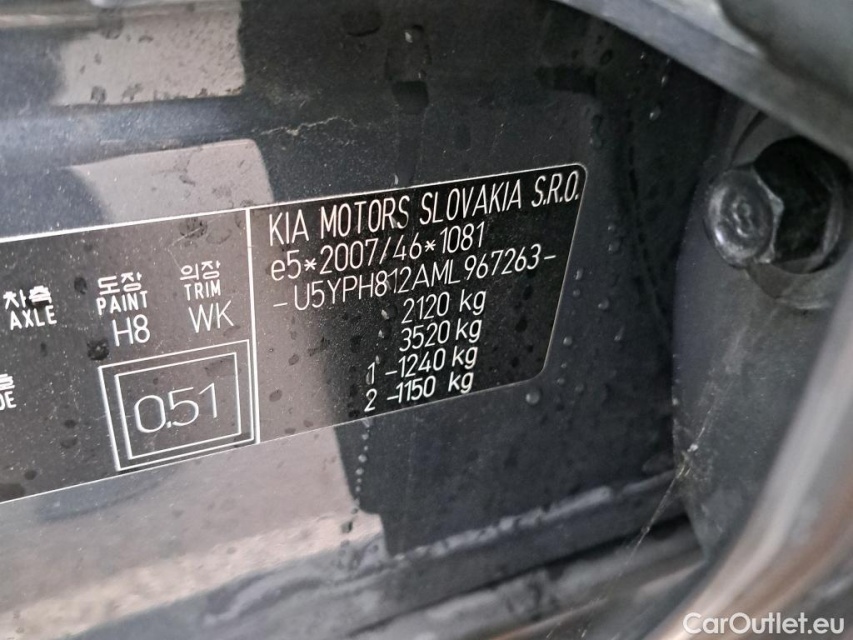 KIA MOTORS SLOVAKIA S.R.O.
e5*2007/46*1081
-U5YPH812AML967263-
2120 kg
3520 kg
1 -1240 kg
2 -1150 kg
차축 도장 의장
AXLE PAINT TRIM
H8 WK
0.51
CarOutlet.eu